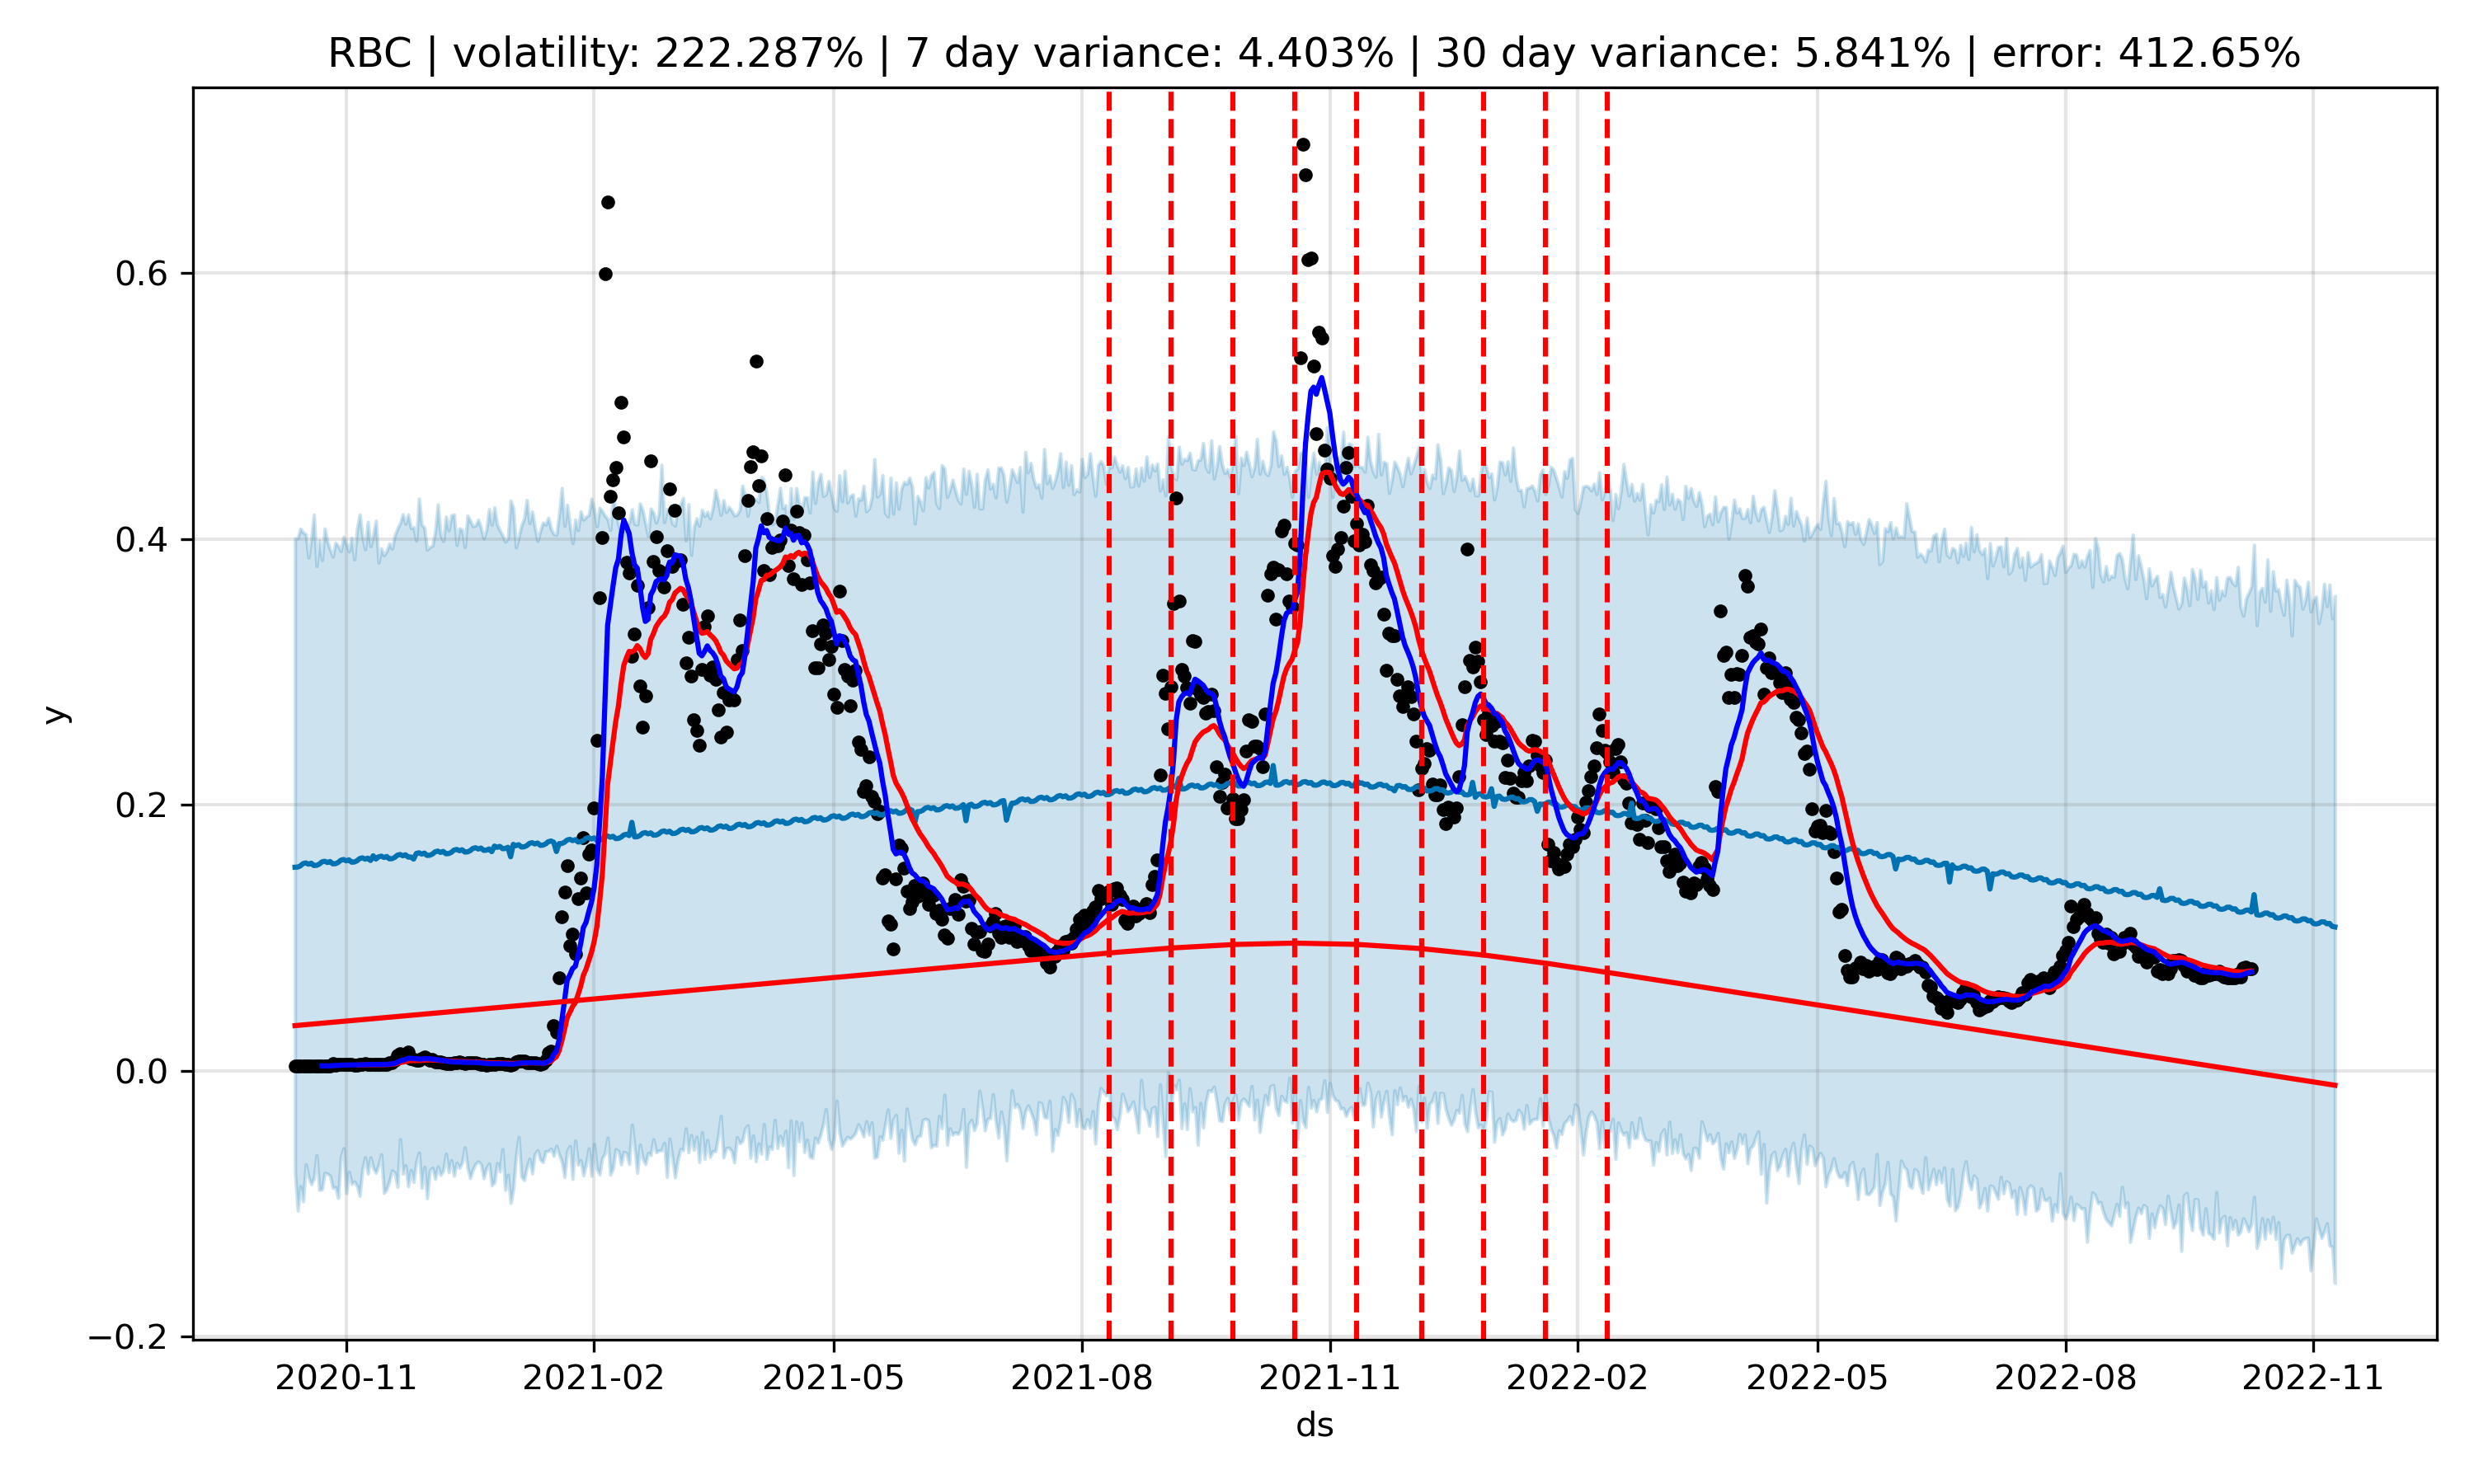 RBC | volatility: 222.287% | 7 day variance: 4.403% | 30 day variance: 5.841% | error: 412.65%
y
0.6
0.4
0.2
0.0
−0.2
2020-11 2021-02 2021-05 2021-08 2021-11 2022-02 2022-05 2022-08 2022-11
ds